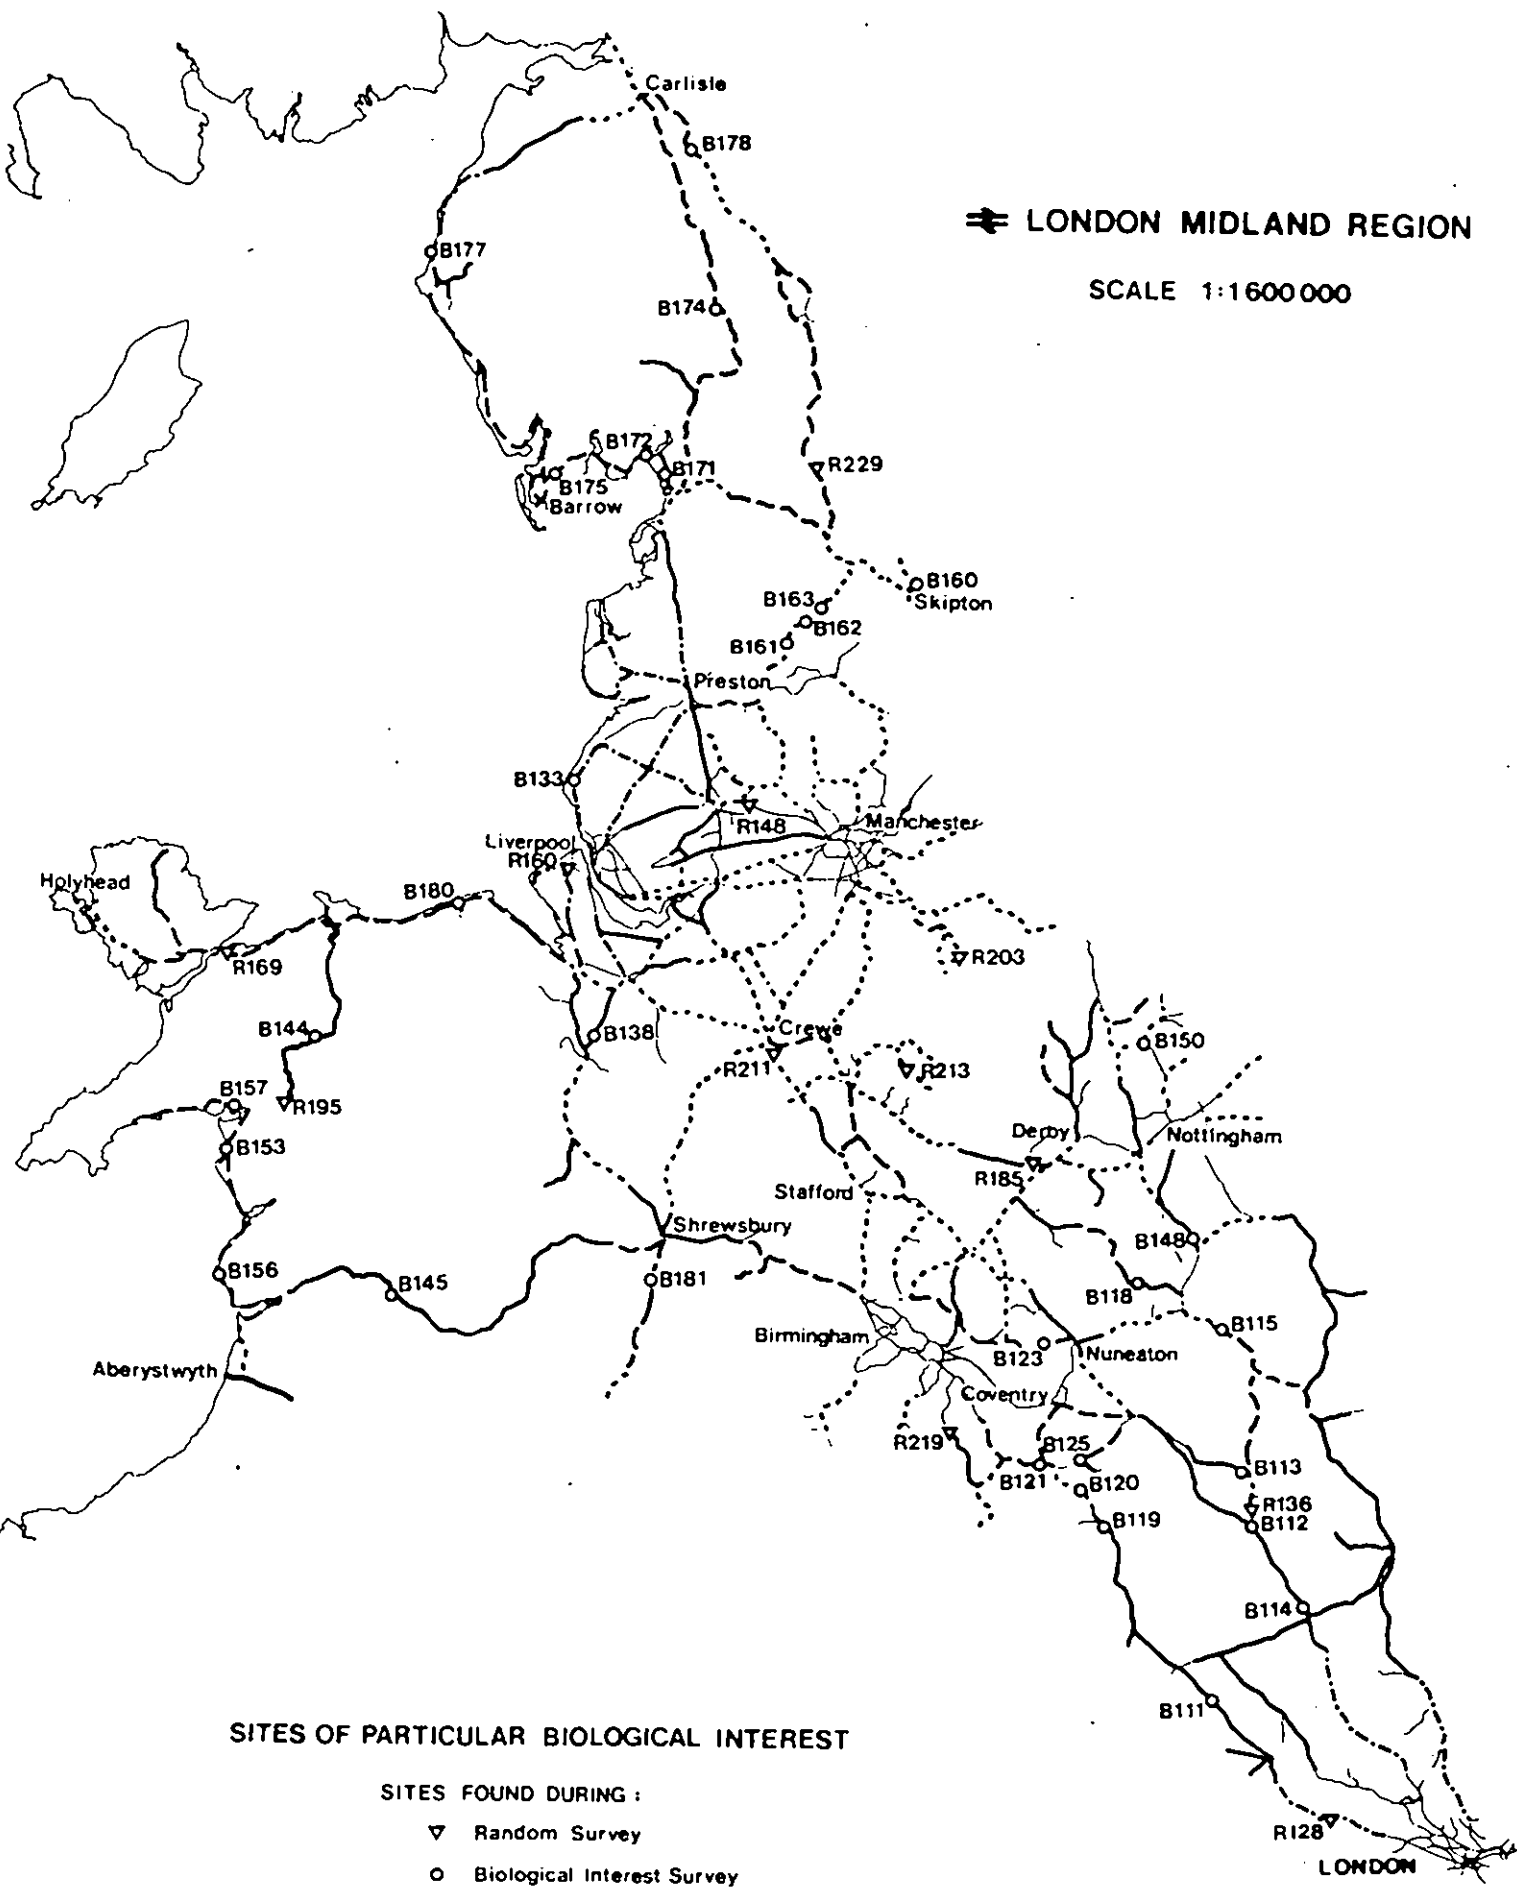 Carlisle
B178
LONDON MIDLAND REGION
B177
SCALE 1:1600000
B174
B172
B171
R229
B175
Barrow
B160
Skipton
B163
B162
B161
Preston
B133
R148
Manchester
Liverpool
R160
Holyhead
B180
R169
R203
B144
B138
Crewe
B150
R211
R213
B157
R195
B153
Derby
Nottingham
R185
Stafford
Shrewsbury
B148
B156
B145
B181
B118
B115
Birmingham
B123
Nuneaton
Aberystwyth
Coventry
R219
B125
B121
B120
B113
R136
B112
B119
B114
B111
SITES OF PARTICULAR BIOLOGICAL INTEREST
SITES FOUND DURING :
Random Survey
R128
LONDON
Biological Interest Survey